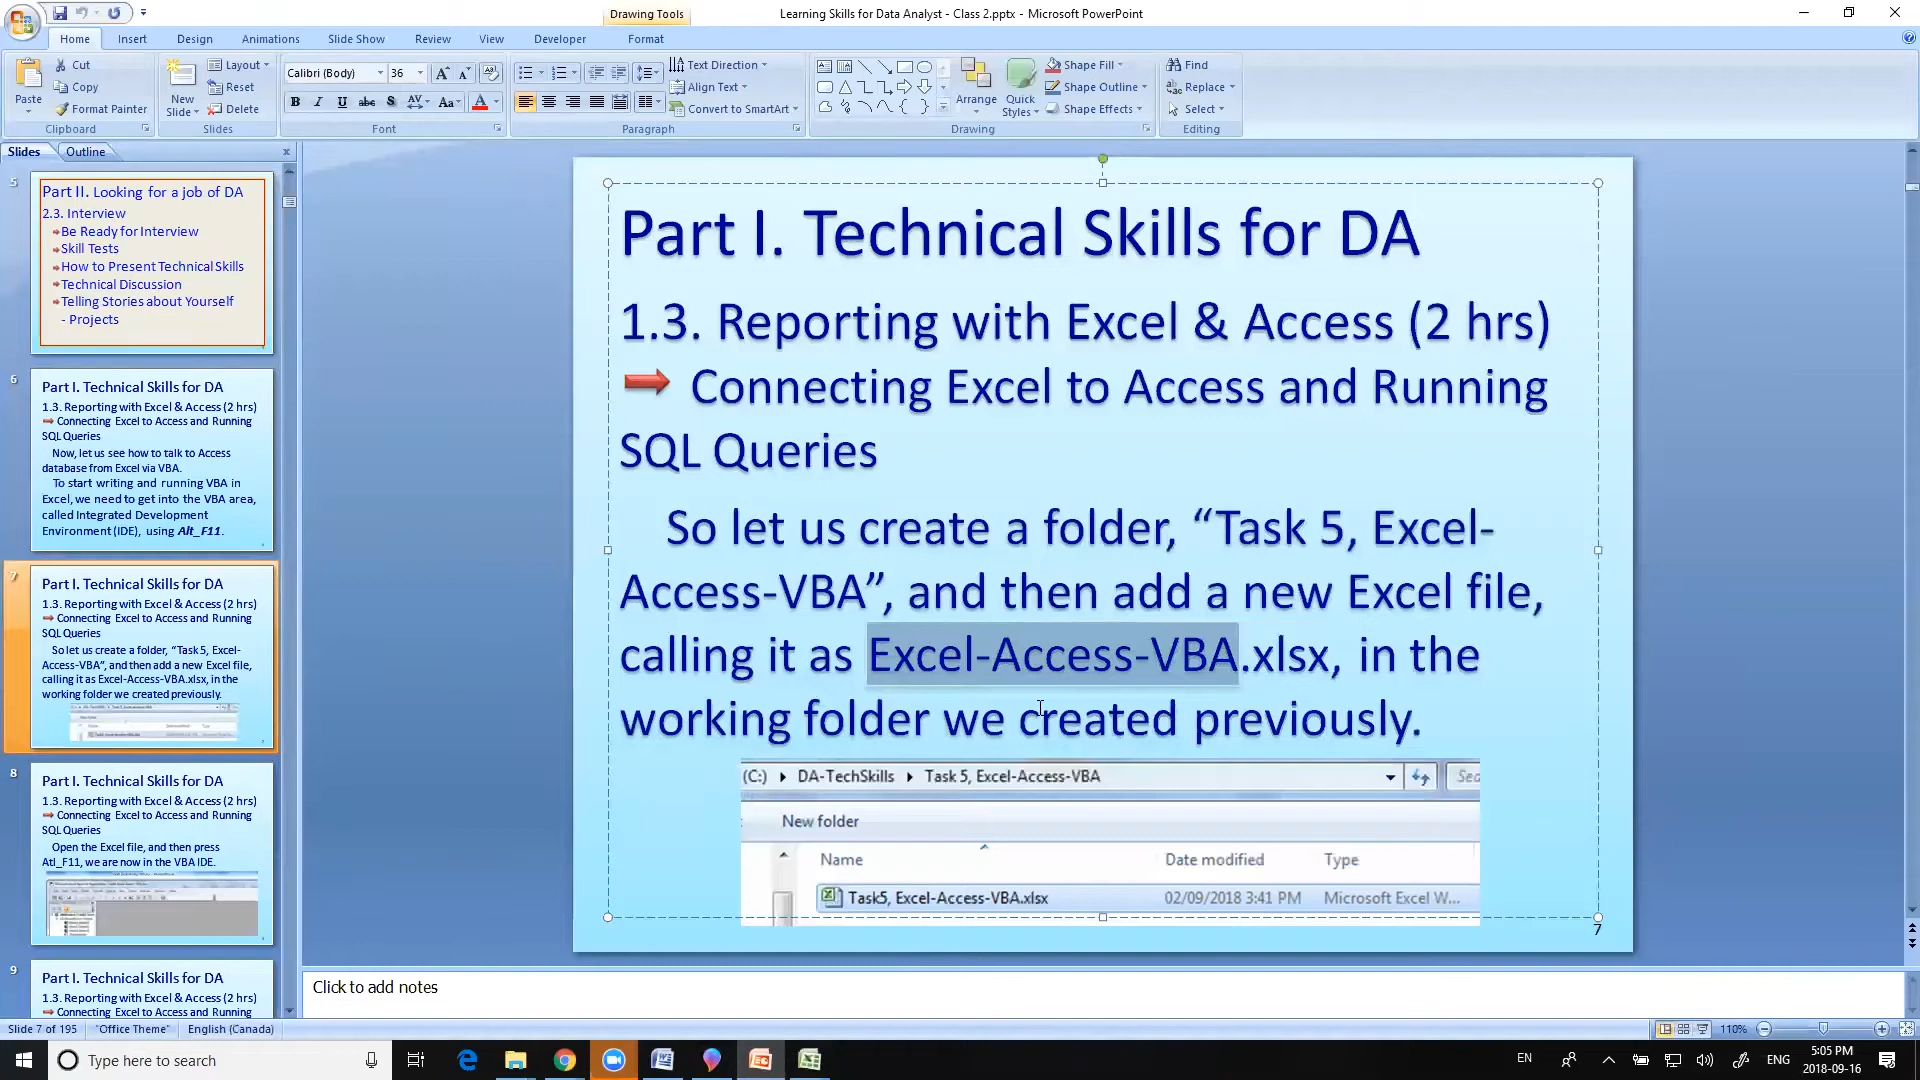 Drawing Tools
Learning Skills for Data Analyst - Class 2.pptx - Microsoft PowerPoint
Home Insert Design Animations Slide Show Review View Developer Format
Paste
Cut
Copy
Format Painter
Clipboard
New Slide
Layout
Reset
Delete
Slides
Calibri (Body) 36
Font
Text Direction
Align Text
Convert to SmartArt
Paragraph
Arrange
Quick Styles
Shape Fill
Shape Outline
Shape Effects
Drawing
Find
Replace
Select
Editing
Slides Outline
5
Part II. Looking for a job of DA
2.3. Interview
Be Ready for Interview
Skill Tests
How to Present Technical Skills
Technical Discussion
Telling Stories about Yourself
- Projects
6
Part I. Technical Skills for DA
1.3. Reporting with Excel & Access (2 hrs)
Connecting Excel to Access and Running
SQL Queries
Now, let us see how to talk to Access
database from Excel via VBA.
To start writing and running VBA in
Excel, we need to get into the VBA area,
called Integrated Development
Environment (IDE), using Alt_F11.
7
Part I. Technical Skills for DA
1.3. Reporting with Excel & Access (2 hrs)
Connecting Excel to Access and Running
SQL Queries
So let us create a folder, “Task 5, Excel-
Access-VBA”, and then add a new Excel file,
calling it as Excel-Access-VBA.xlsx, in the
working folder we created previously.
8
Part I. Technical Skills for DA
1.3. Reporting with Excel & Access (2 hrs)
Connecting Excel to Access and Running
SQL Queries
Open the Excel file, and then press
Atl_F11, we are now in the VBA IDE.
9
Part I. Technical Skills for DA
1.3. Reporting with Excel & Access (2 hrs)
Connecting Excel to Access and Running
Part I. Technical Skills for DA
1.3. Reporting with Excel & Access (2 hrs)
Connecting Excel to Access and Running
SQL Queries
So let us create a folder, “Task 5, Excel-
Access-VBA”, and then add a new Excel file,
calling it as Excel-Access-VBA.xlsx, in the
working folder we created previously.
(C:) DA-TechSkills Task 5, Excel-Access-VBA
New folder
Name Date modified Type
Task5, Excel-Access-VBA.xlsx 02/09/2018 3:41 PM Microsoft Excel W...
7
Click to add notes
Slide 7 of 195 "Office Theme" English (Canada) 110%
Type here to search
EN ENG 5:05 PM
2018-09-16